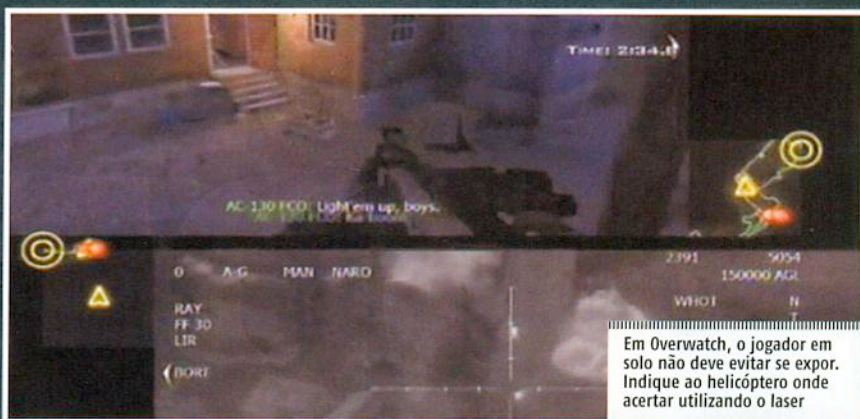 TIME: 2:34.8
AC-130 FCO: Light 'em up, boys.
0 A-G MAN NARO
2391 5054
150000 AGL
RAY
FF 30
LIR
WHOT N
T
BORE
Em Overwatch, o jogador em
solo não deve evitar se expor.
Indique ao helicóptero onde
acertar utilizando o laser